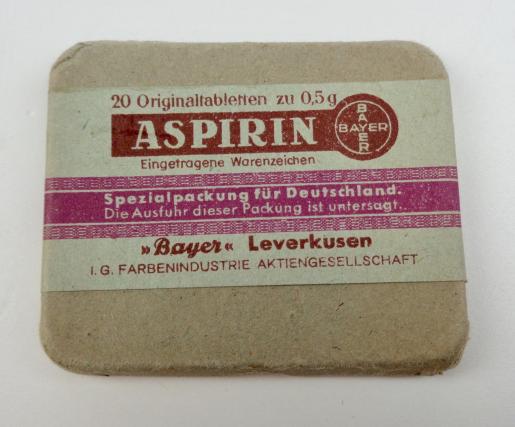 20 Originaltabletten zu 0,5 g
ASPIRIN
BAYER
BAYER
Eingetragene Warenzeichen
Spezialpackung für Deutschland.
Die Ausfuhr dieser Packung ist untersagt.
»Bayer« Leverkusen
I. G. FARBENINDUSTRIE AKTIENGESELLSCHAFT